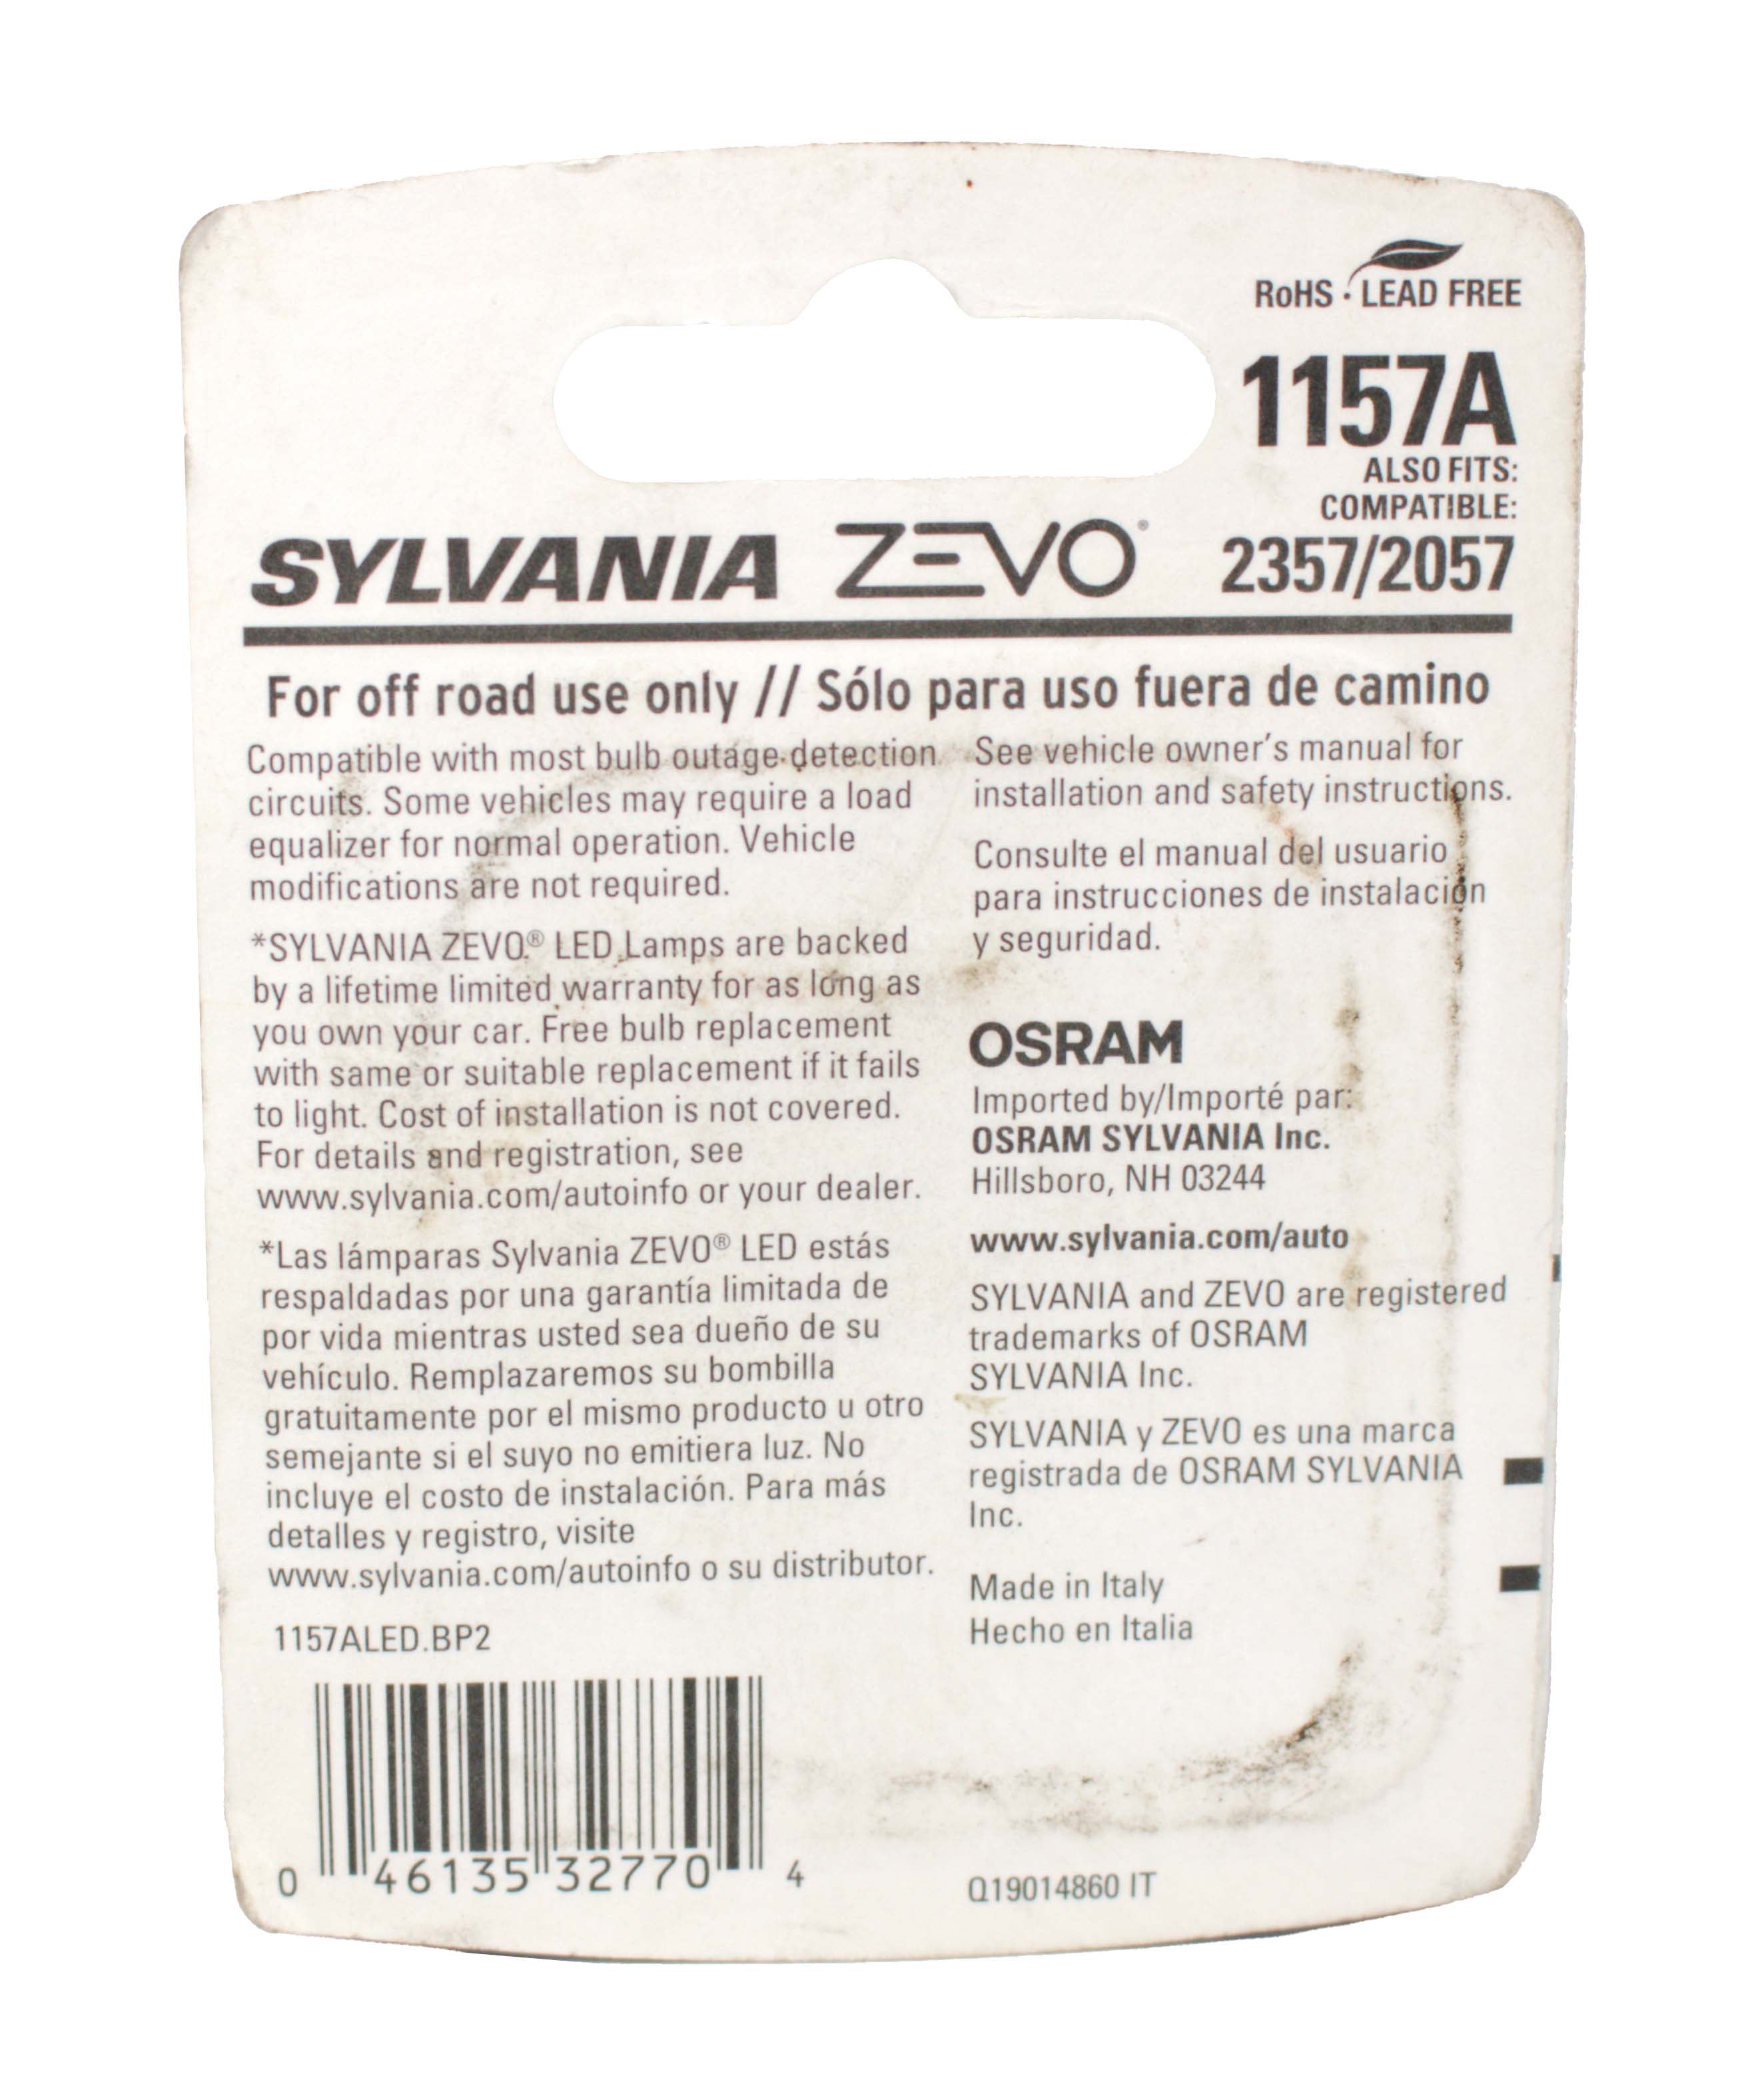 RoHS · LEAD FREE
1157A
ALSO FITS:
COMPATIBLE:
2357/2057
SYLVANIA ZEVO®
For off road use only // Sólo para uso fuera de camino
Compatible with most bulb outage detection
circuits. Some vehicles may require a load
equalizer for normal operation. Vehicle
modifications are not required.
*SYLVANIA ZEVO® LED Lamps are backed
by a lifetime limited warranty for as long as
you own your car. Free bulb replacement
with same or suitable replacement if it fails
to light. Cost of installation is not covered.
For details and registration, see
www.sylvania.com/autoinfo or your dealer.
*Las lámparas Sylvania ZEVO® LED estás
respaldadas por una garantía limitada de
por vida mientras usted sea dueño de su
vehículo. Remplazaremos su bombilla
gratuitamente por el mismo producto u otro
semejante si el suyo no emitiera luz. No
incluye el costo de instalación. Para más
detalles y registro, visite
www.sylvania.com/autoinfo o su distributor.
1157ALED.BP2
0 46135 32770 4
See vehicle owner's manual for
installation and safety instructions.
Consulte el manual del usuario
para instrucciones de instalación
y seguridad.
OSRAM
Imported by/Importé par:
OSRAM SYLVANIA Inc.
Hillsboro, NH 03244
www.sylvania.com/auto
SYLVANIA and ZEVO are registered
trademarks of OSRAM
SYLVANIA Inc.
SYLVANIA y ZEVO es una marca
registrada de OSRAM SYLVANIA
Inc.
Made in Italy
Hecho en Italia
Q19014860 IT